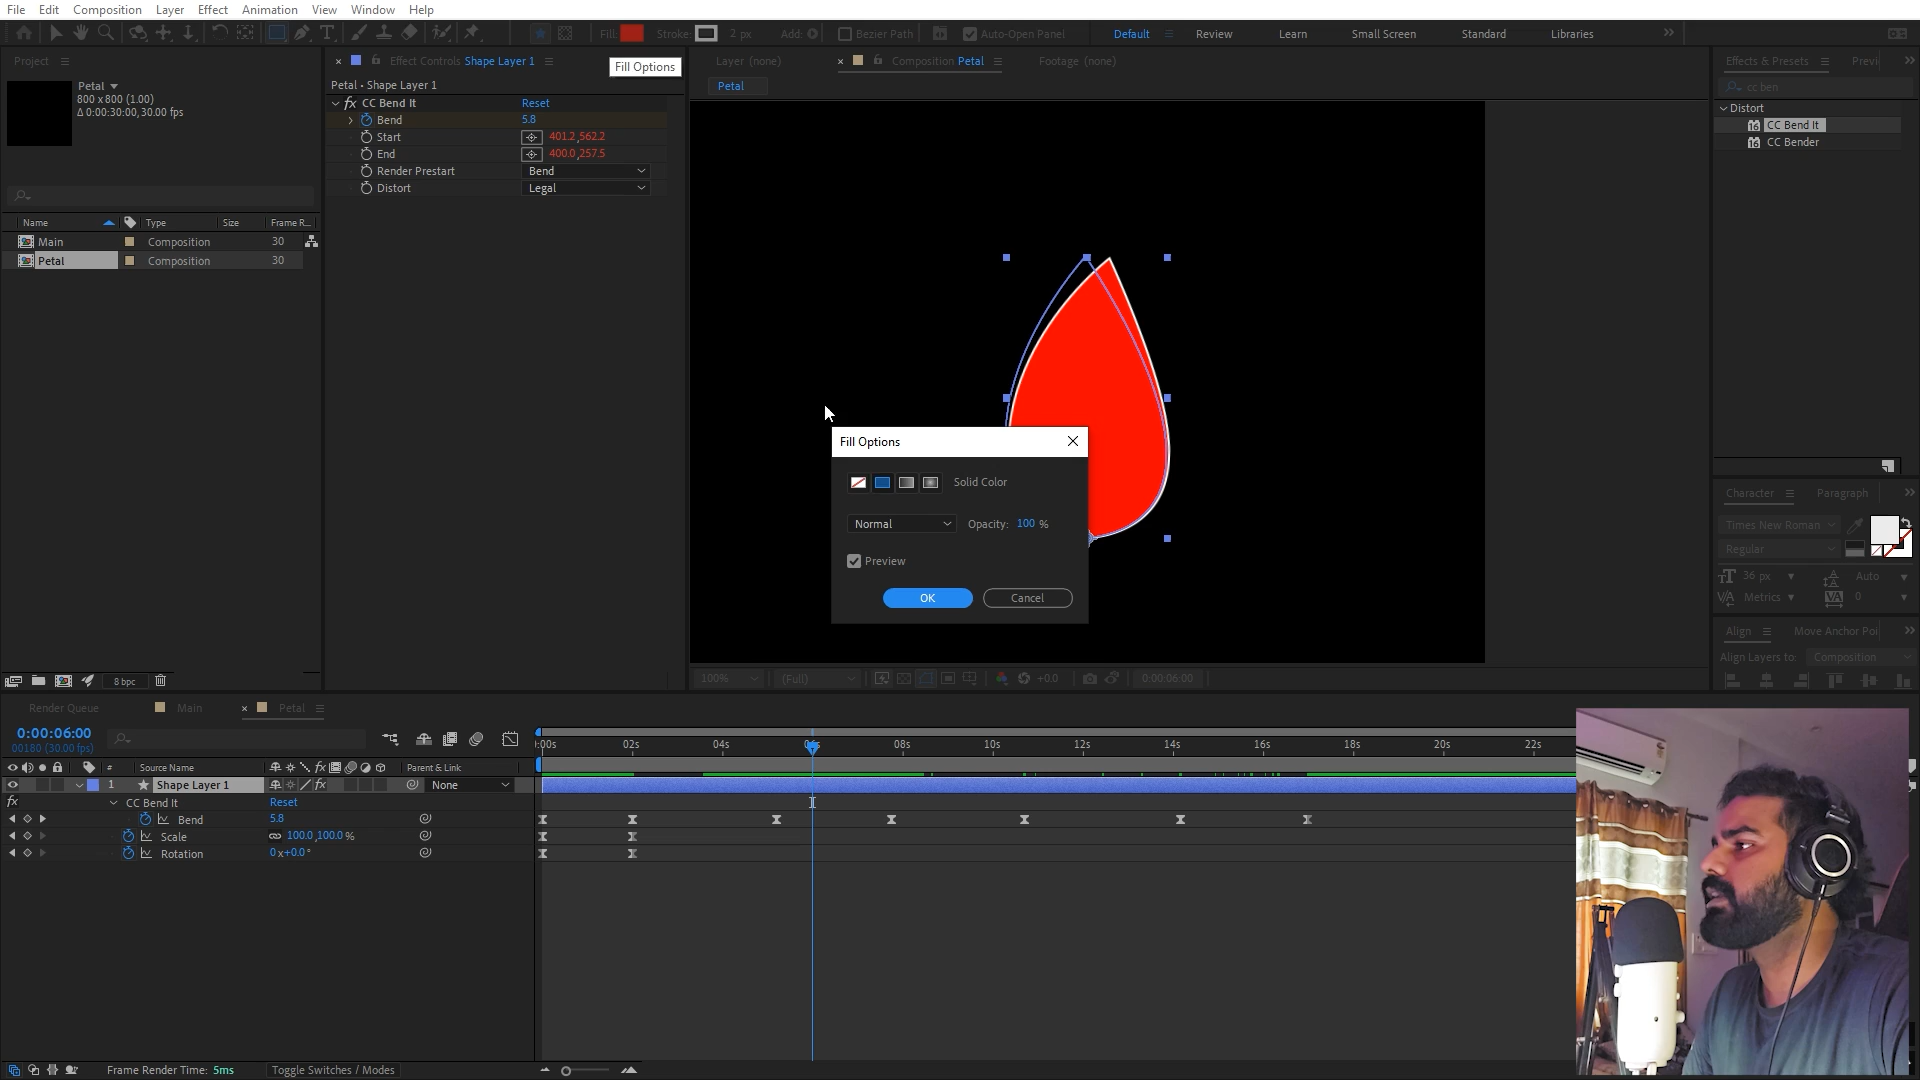 File Edit Composition Layer Effect Animation View Window Help
Fill: Stroke: 2 px Add: Bezier Path Auto-Open Panel Default Review Learn Small Screen Standard Libraries
Project
Petal
800 x 800 (1.00)
Δ 0:00:30:00, 30.00 fps
Name Type Size Frame R...
Main Composition 30
Petal Composition 30
8 bpc
Effect Controls Shape Layer 1
Fill Options
Petal • Shape Layer 1
fx CC Bend It Reset
Bend 5.8
Start 401.2,562.2
End 400.0,257.5
Render Prestart Bend
Distort Legal
Layer (none) Composition Petal Footage (none)
Petal
Fill Options
Solid Color
Normal Opacity: 100 %
Preview
OK Cancel
100% (Full) +0.0 0:00:06:00
Effects & Presets Previ
cc ben
Distort
CC Bend It
CC Bender
Character Paragraph
Times New Roman
Regular
36 px Auto
Metrics 0
Align Move Anchor Poi
Align Layers to: Composition
Render Queue Main Petal
0:00:06:00
00180 (30.00 fps)
:00s 02s 04s 06s 08s 10s 12s 14s 16s 18s 20s 22s
# Source Name fx Parent & Link
1 Shape Layer 1 fx None
fx CC Bend It Reset
Bend 5.8
Scale 100.0,100.0 %
Rotation 0x+0.0°
Frame Render Time: 5ms Toggle Switches / Modes